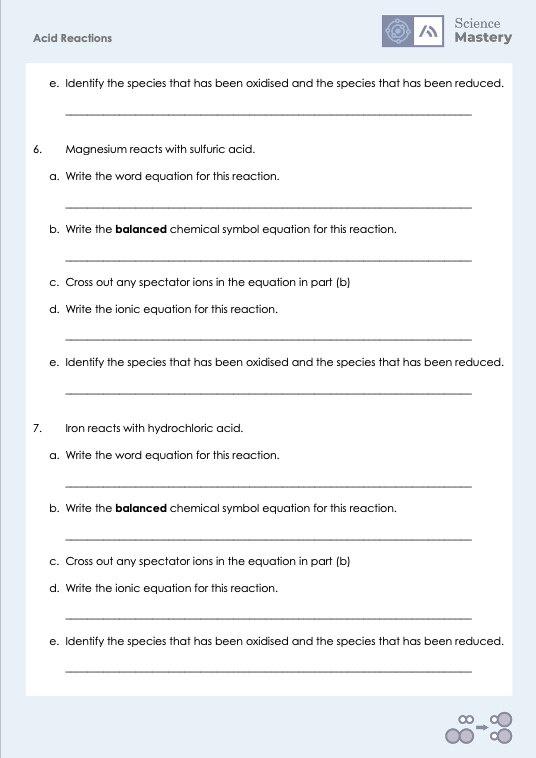 Acid Reactions
Science
Mastery
e. Identify the species that has been oxidised and the species that has been reduced.
6. Magnesium reacts with sulfuric acid.
a. Write the word equation for this reaction.
b. Write the balanced chemical symbol equation for this reaction.
c. Cross out any spectator ions in the equation in part (b)
d. Write the ionic equation for this reaction.
e. Identify the species that has been oxidised and the species that has been reduced.
7. Iron reacts with hydrochloric acid.
a. Write the word equation for this reaction.
b. Write the balanced chemical symbol equation for this reaction.
c. Cross out any spectator ions in the equation in part (b)
d. Write the ionic equation for this reaction.
e. Identify the species that has been oxidised and the species that has been reduced.